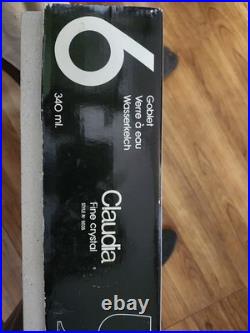 6
Goblet
Verre à eau
Wasserkelch
340 ml.
Claudia
Fine crystal